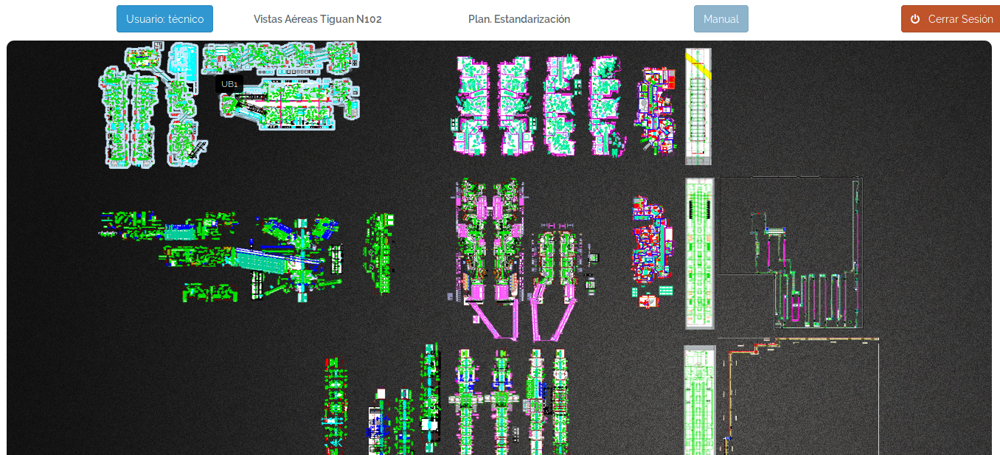 Usuario: técnico
Vistas Aéreas Tiguan N102
Plan. Estandarización
Manual
Cerrar Sesión
UB1